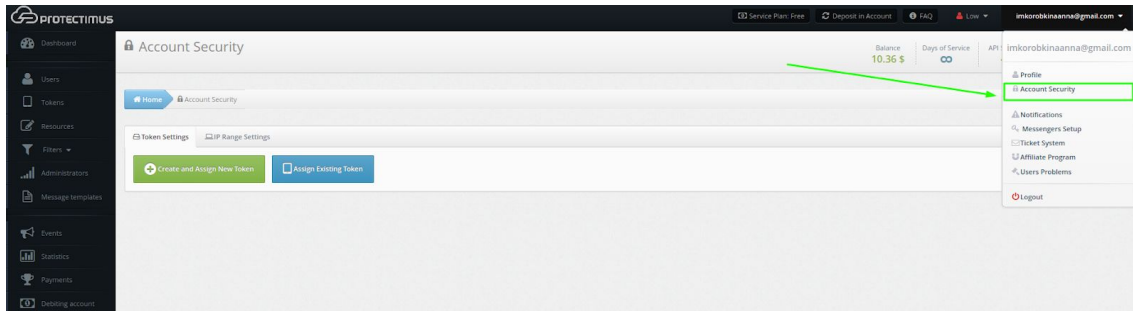 PROTECTIMUS
Service Plan: Free
Deposit in Account
FAQ
Low
imkorobkinaanna@gmail.com
Dashboard
Users
Tokens
Resources
Filters
Administrators
Message templates
Events
Statistics
Payments
Debiting account
Account Security
Balance
10.36 $
Days of Service
∞
API
Home
Account Security
Token Settings
IP Range Settings
Create and Assign New Token
Assign Existing Token
imkorobkinaanna@gmail.com
Profile
Account Security
Notifications
Messengers Setup
Ticket System
Affiliate Program
Users Problems
Logout